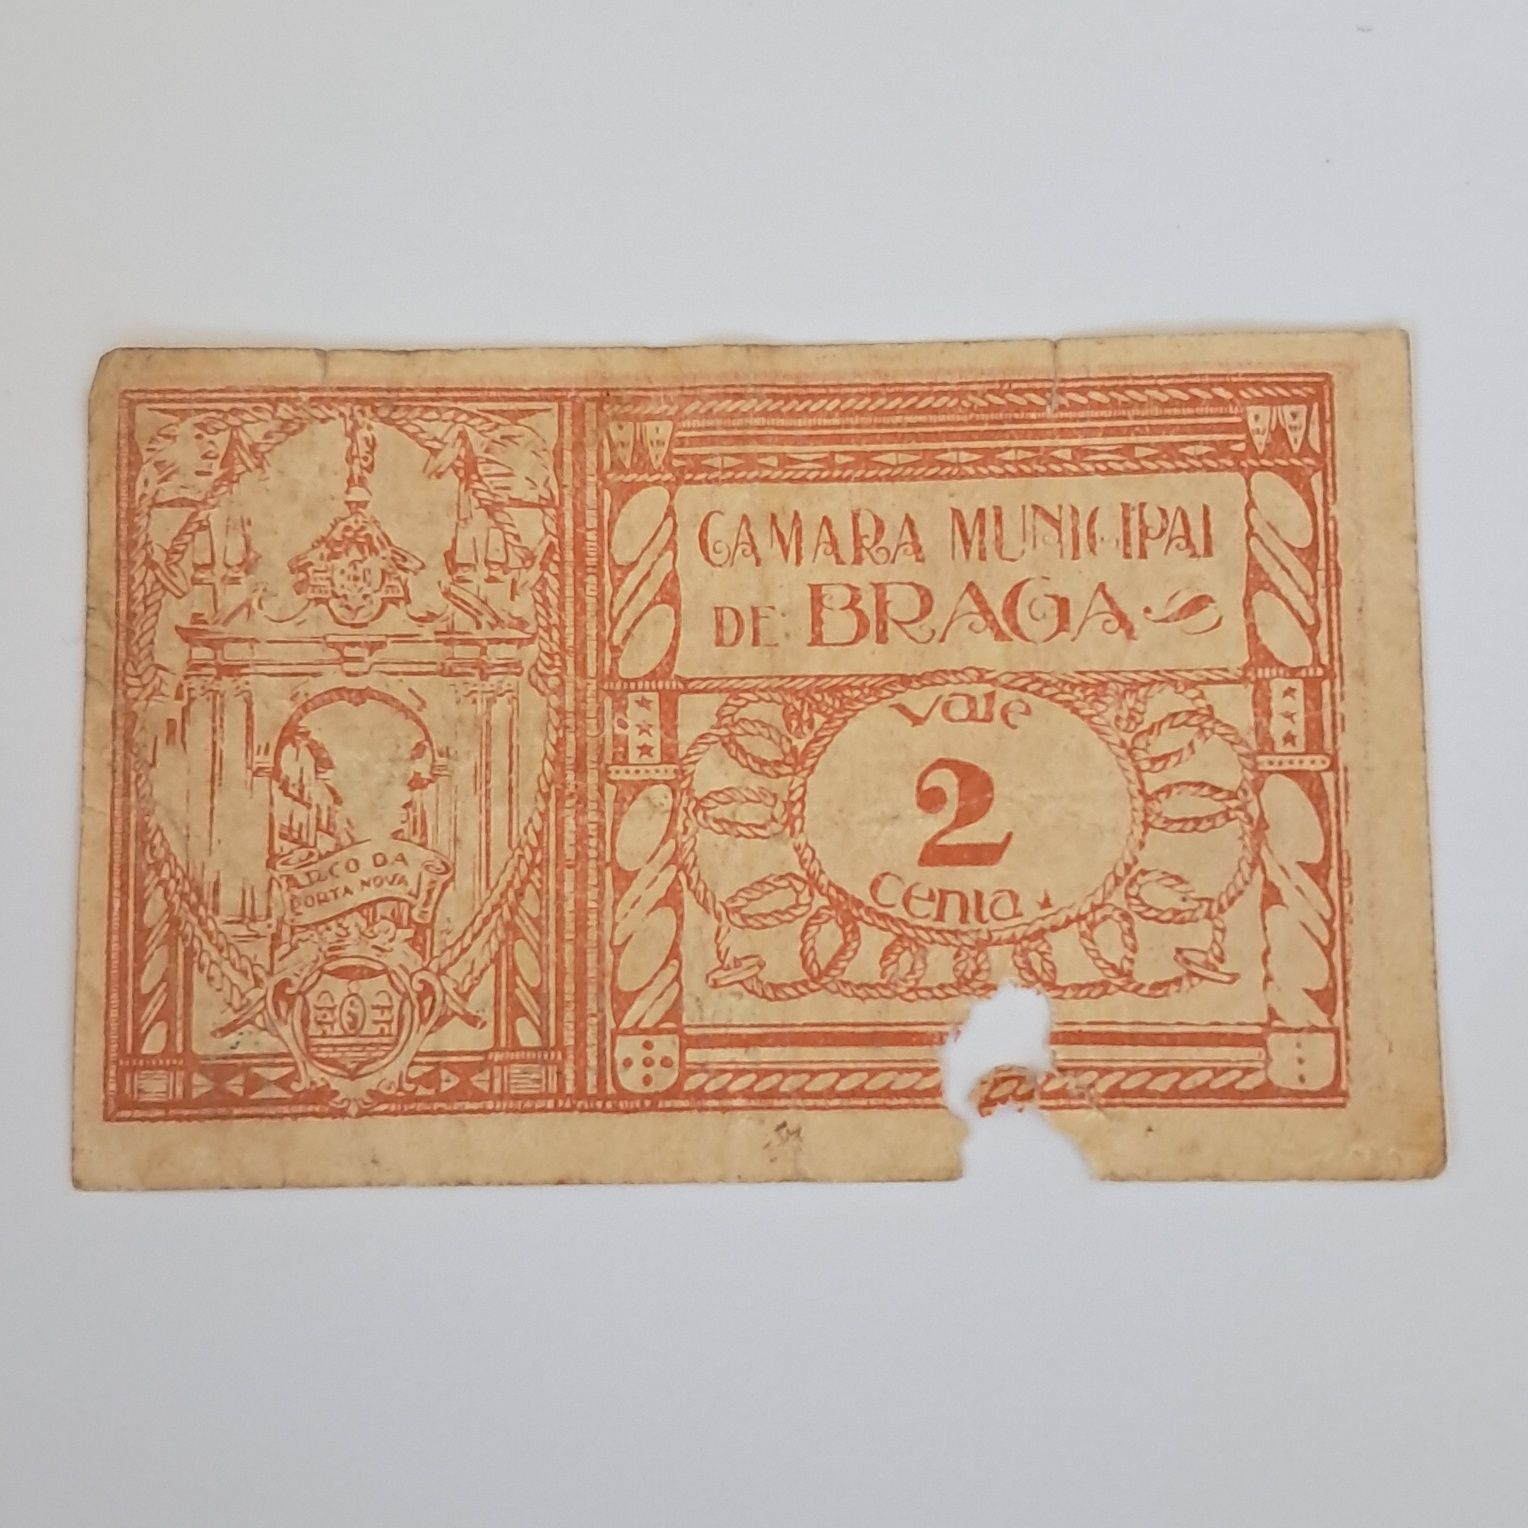 CAMARA MUNICIPAL
DE BRAGA
Vale
2
Centa
ARCO DA
PORTA NOVA